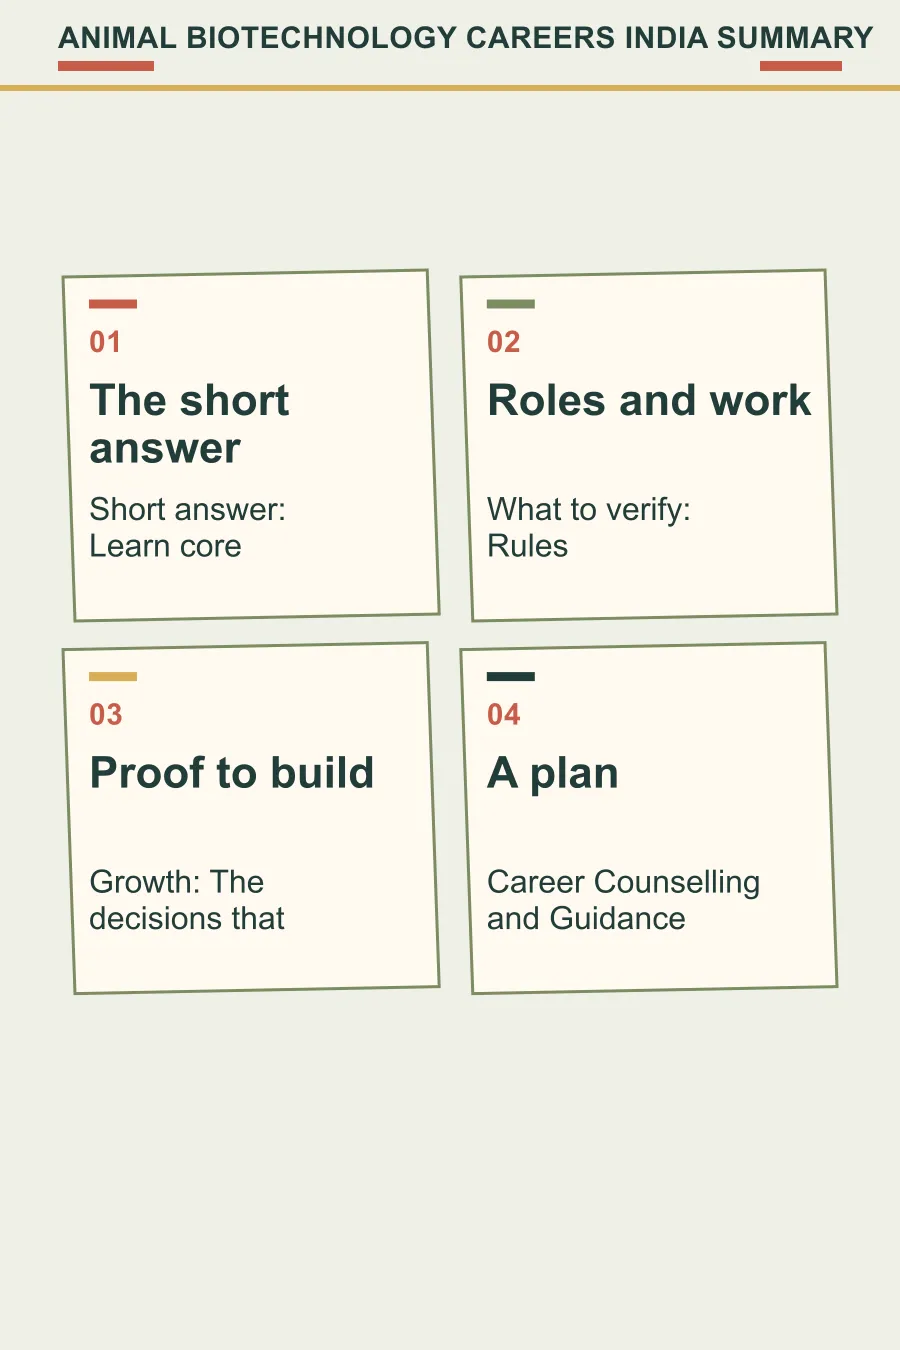 ANIMAL BIOTECHNOLOGY CAREERS INDIA SUMMARY
01
The short
answer
Short answer:
Learn core
02
Roles and work
What to verify:
Rules
03
Proof to build
Growth: The
decisions that
04
A plan
Career Counselling
and Guidance